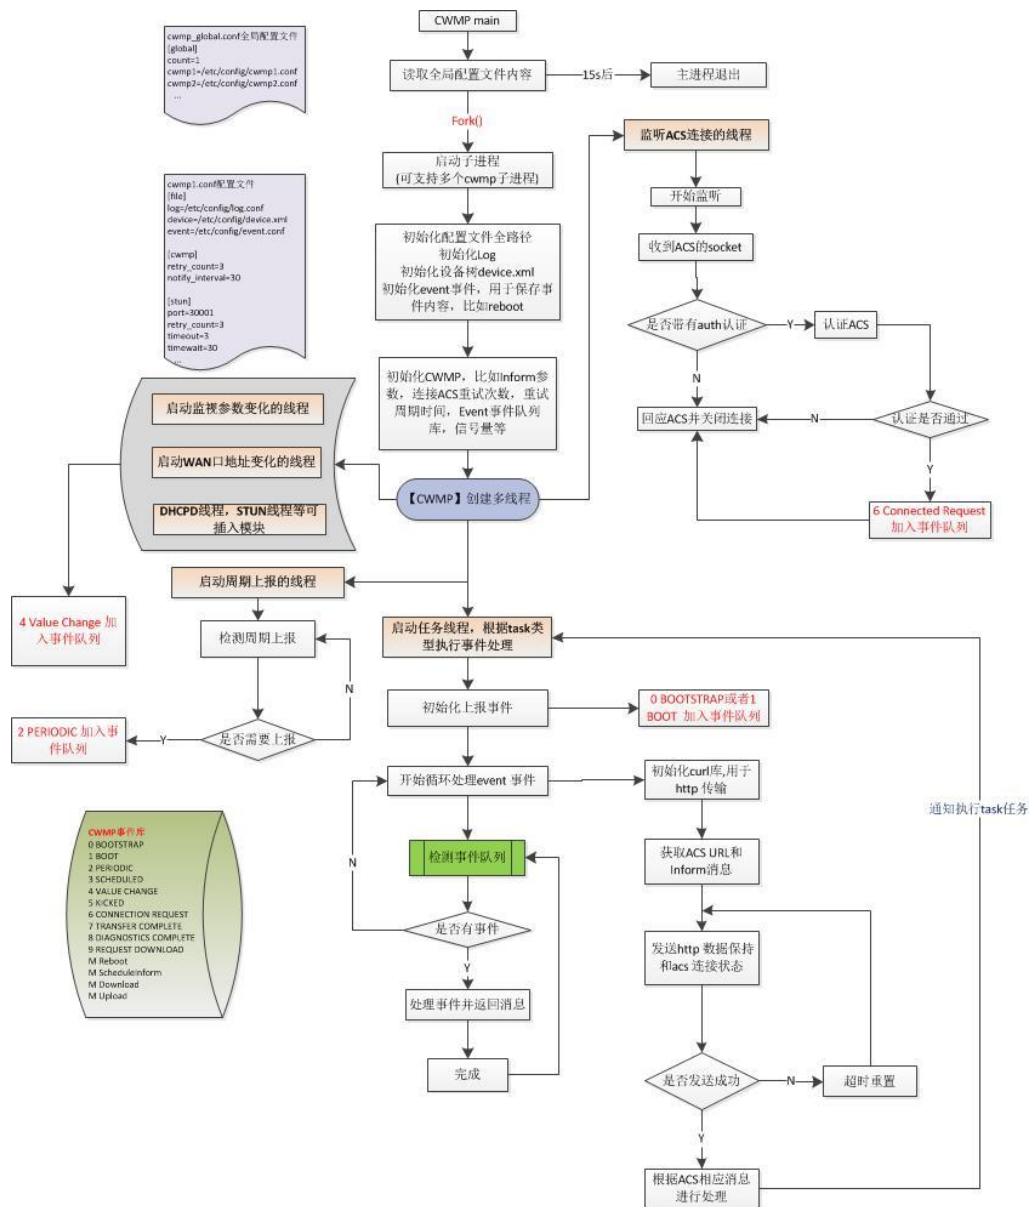 CWMP main
读取全局配置文件内容
15s后
主进程退出
cwmp_global.conf全局配置文件
[global]
count=1
cwmp1=/etc/config/cwmp1.conf
cwmp2=/etc/config/cwmp2.conf
...
Fork()
启动子进程
(可支持多个cwmp子进程)
监听ACS连接的线程
开始监听
收到ACS的socket
是否带有auth认证
Y
认证ACS
N
回应ACS并关闭连接
N
认证是否通过
Y
6 Connected Request
加入事件队列
cwmp1.conf配置文件
[file]
log=/etc/config/log.conf
device=/etc/config/device.xml
event=/etc/config/event.conf
[cwmp]
retry_count=3
notify_interval=30
[stun]
port=30001
retry_count=3
timeout=3
timewait=30
...
初始化配置文件全路径
初始化Log
初始化设备树device.xml
初始化event事件，用于保存事
件内容，比如reboot
初始化CWMP，比如Inform参
数，连接ACS重试次数，重试
周期时间，Event事件队列
库，信号量等
【CWMP】创建多线程
启动监视参数变化的线程
启动WAN口地址变化的线程
DHCPD线程，STUN线程等可
插入模块
4 Value Change 加
入事件队列
启动周期上报的线程
检测周期上报
N
是否需要上报
Y
2 PERIODIC 加入事
件队列
启动任务线程，根据task类
型执行事件处理
初始化上报事件
0 BOOTSTRAP或者1
BOOT 加入事件队列
开始循环处理event 事件
检测事件队列
N
是否有事件
Y
处理事件并返回消息
完成
初始化curl库,用于
http 传输
获取ACS URL和
Inform消息
发送http 数据保持
和acs 连接状态
是否发送成功
N
超时重置
Y
根据ACS相应消息
进行处理
通知执行task任务
CWMP事件库
0 BOOTSTRAP
1 BOOT
2 PERIODIC
3 SCHEDULED
4 VALUE CHANGE
5 KICKED
6 CONNECTION REQUEST
7 TRANSFER COMPLETE
8 DIAGNOSTICS COMPLETE
9 REQUEST DOWNLOAD
M Reboot
M ScheduleInform
M Download
M Upload